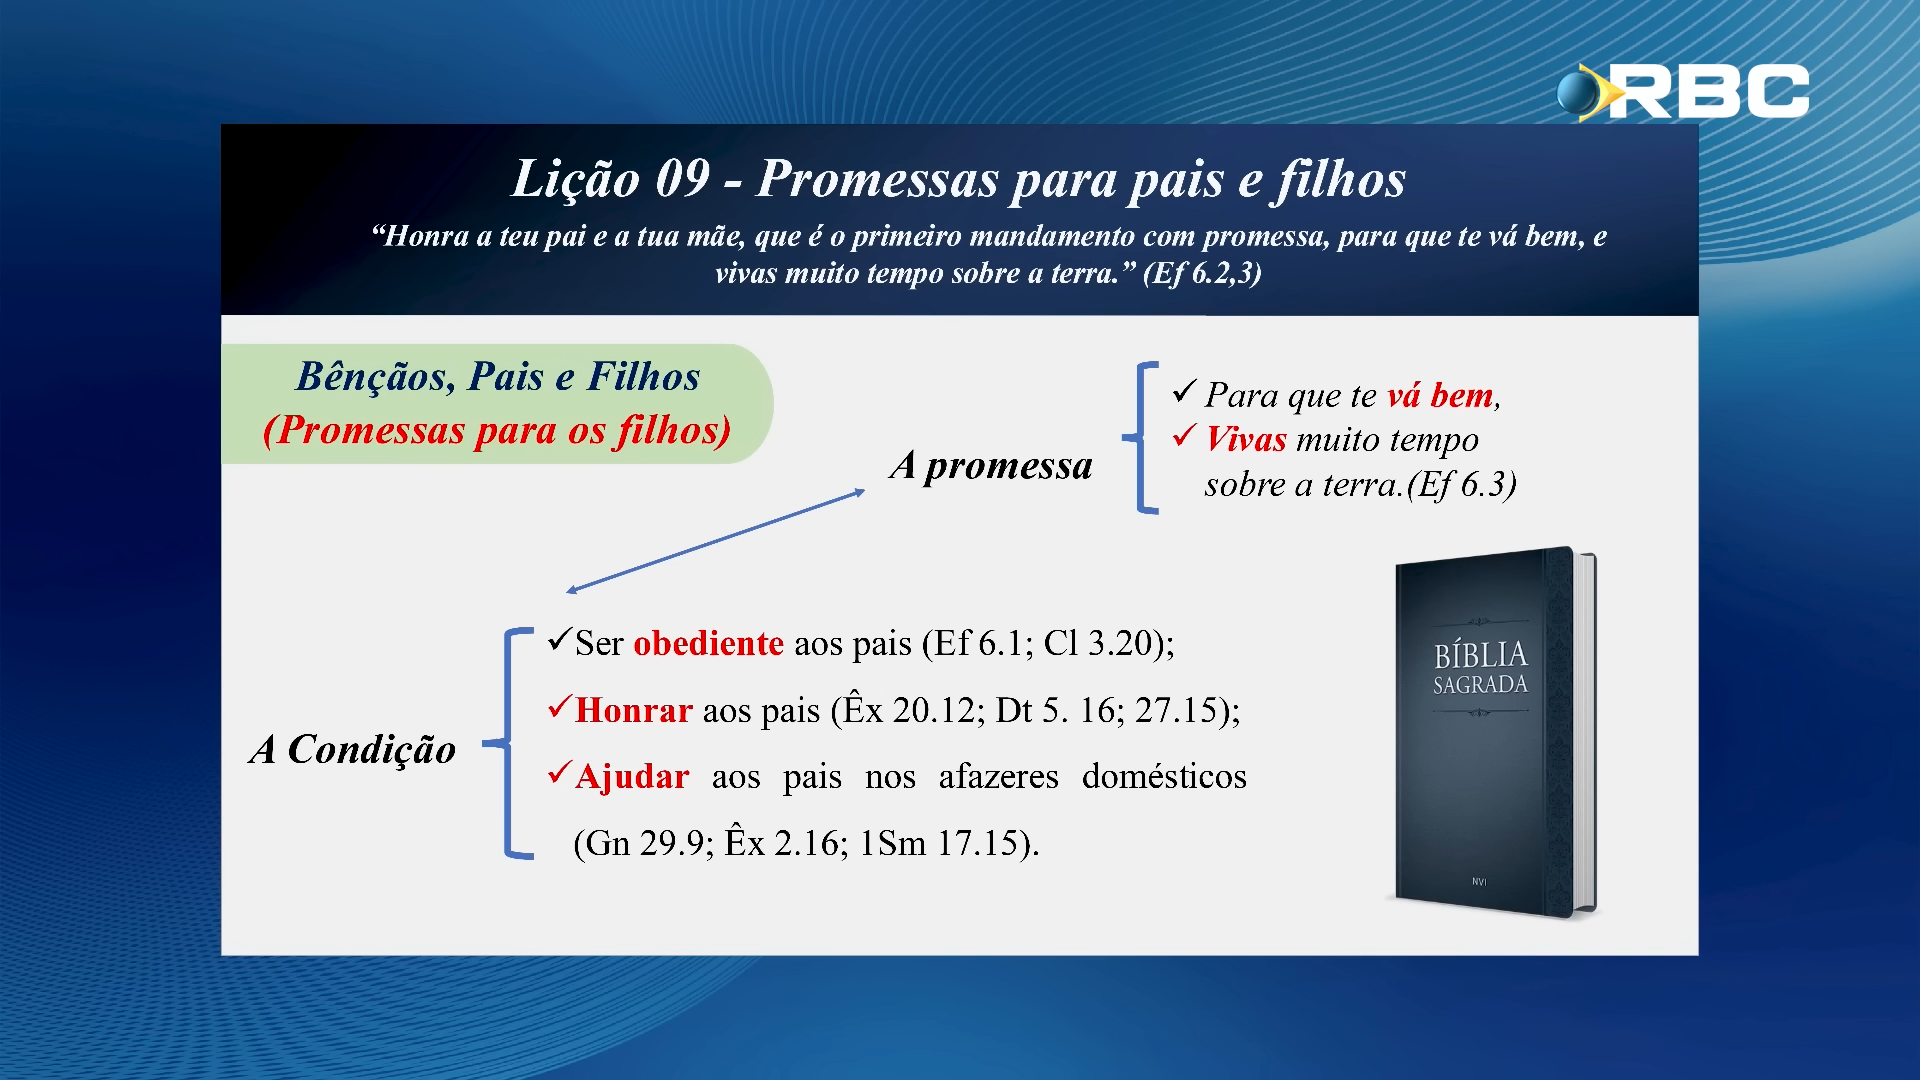 RBC
Lição 09 - Promessas para pais e filhos
“Honra a teu pai e a tua mãe, que é o primeiro mandamento com promessa, para que te vá bem, e
vivas muito tempo sobre a terra.” (Ef 6.2,3)
Bênçãos, Pais e Filhos
(Promessas para os filhos)
A promessa
✓ Para que te vá bem,
✓ Vivas muito tempo
sobre a terra.(Ef 6.3)
A Condição
✓Ser obediente aos pais (Ef 6.1; Cl 3.20);
✓Honrar aos pais (Êx 20.12; Dt 5. 16; 27.15);
✓Ajudar aos pais nos afazeres domésticos
(Gn 29.9; Êx 2.16; 1Sm 17.15).
BÍBLIA
SAGRADA
NVI